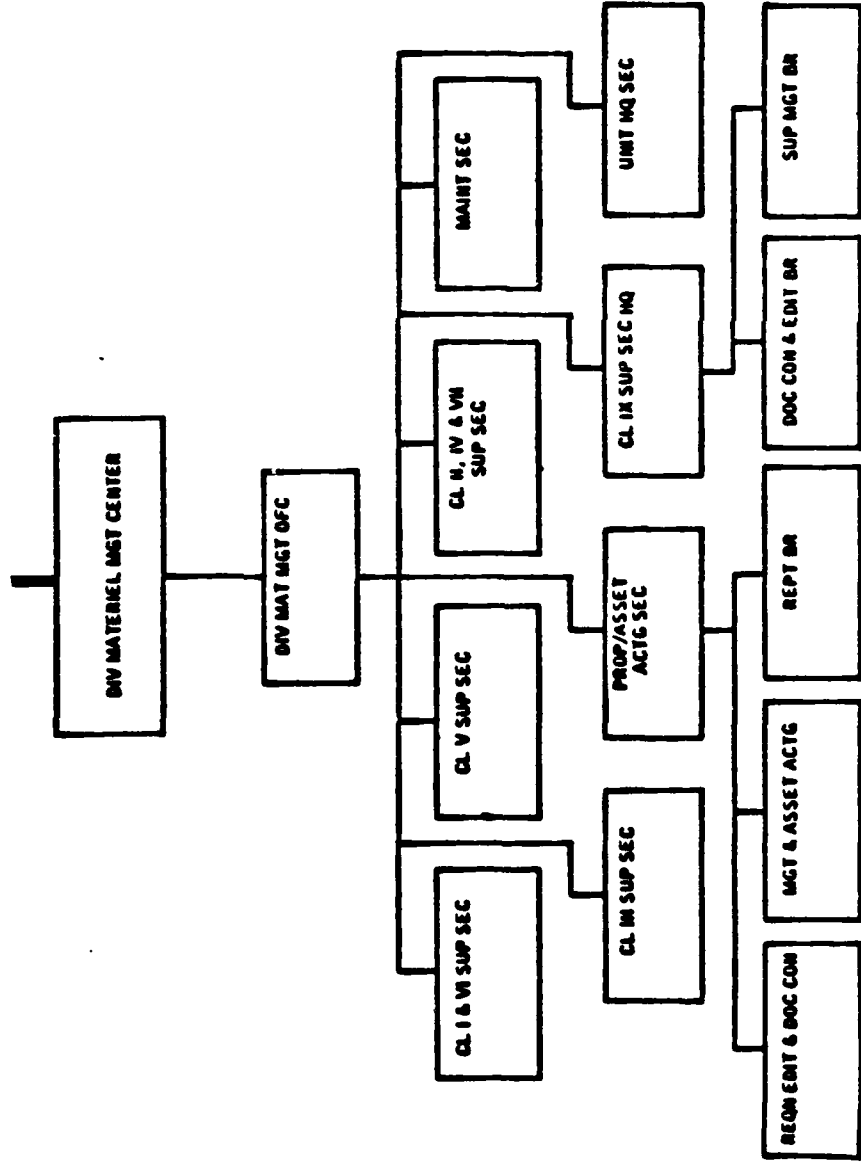 DIV MATERIEL MGT CENTER
DIV MAT MGT OFC
CL I & VI SUP SEC
CL V SUP SEC
CL II, IV & VII
SUP SEC
MAINT SEC
CL III SUP SEC
PROP/ASSET
ACTG SEC
CL IX SUP SEC HQ
UNIT HQ SEC
REQN EDIT & DOC CON
MGT & ASSET ACTG
REPT BR
DOC CON & EDIT BR
SUP MGT BR